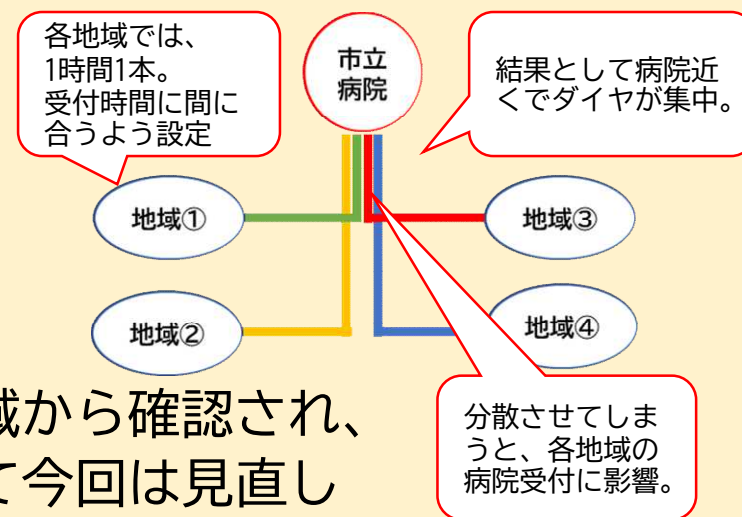 各地域では、
1時間1本。
受付時間に間に
合うよう設定
市立
病院
結果として病院近
くでダイヤが集中。
地域①
地域③
地域②
地域④
域から確認され、
て今回は見直し
分散させてしま
うと、各地域の
病院受付に影響。